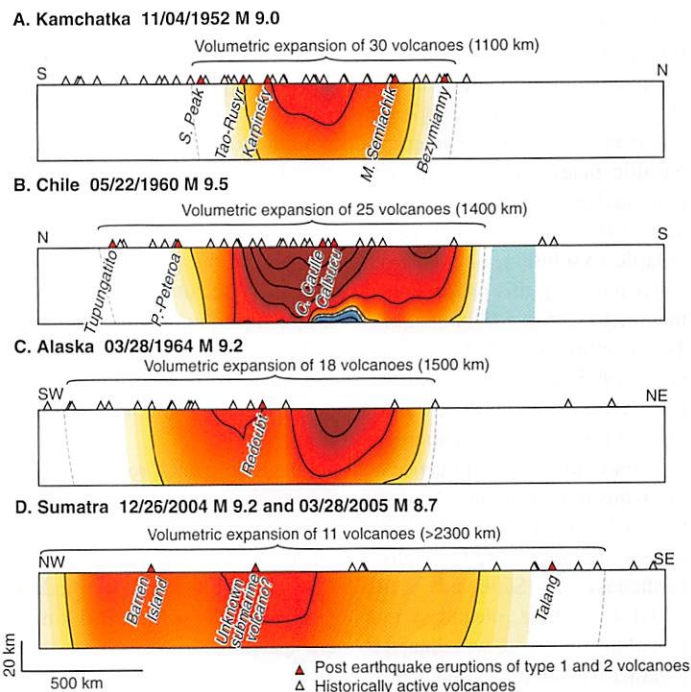 A. Kamchatka 11/04/1952 M 9.0
Volumetric expansion of 30 volcanoes (1100 km)
S
N
S. Peak
Tao-Rusyr
Karpinsky
M. Semiachik
Bezymianny
B. Chile 05/22/1960 M 9.5
Volumetric expansion of 25 volcanoes (1400 km)
N
S
Tupungatito
P.-Peteroa
C. Caulle
Calbucu
C. Alaska 03/28/1964 M 9.2
Volumetric expansion of 18 volcanoes (1500 km)
SW
NE
Redoubt
D. Sumatra 12/26/2004 M 9.2 and 03/28/2005 M 8.7
Volumetric expansion of 11 volcanoes (>2300 km)
NW
SE
Barren
Island
Unknown
submarine
volcano?
Talang
20 km
500 km
Post earthquake eruptions of type 1 and 2 volcanoes
Historically active volcanoes